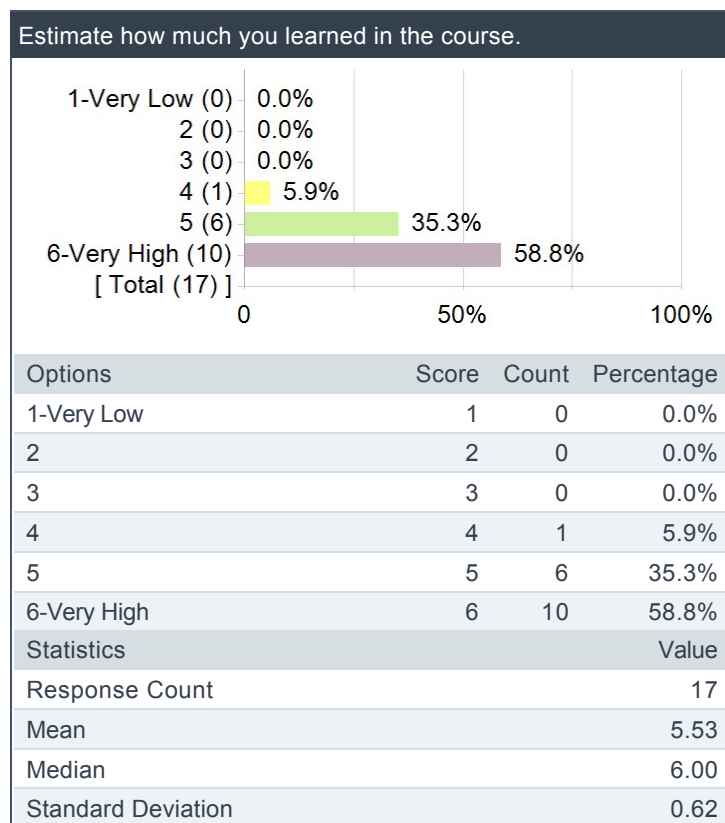 Estimate how much you learned in the course.
1-Very Low (0) 0.0%
2 (0) 0.0%
3 (0) 0.0%
4 (1) 5.9%
5 (6) 35.3%
6-Very High (10) 58.8%
[ Total (17) ]
0 50% 100%
Options Score Count Percentage
1-Very Low 1 0 0.0%
2 2 0 0.0%
3 3 0 0.0%
4 4 1 5.9%
5 5 6 35.3%
6-Very High 6 10 58.8%
Statistics Value
Response Count 17
Mean 5.53
Median 6.00
Standard Deviation 0.62